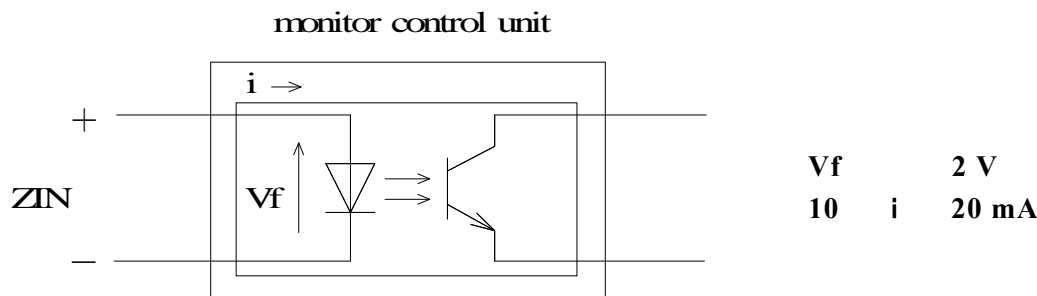 monitor control unit
i
+
ZIN
Vf
−
Vf 2 V
10 i 20 mA